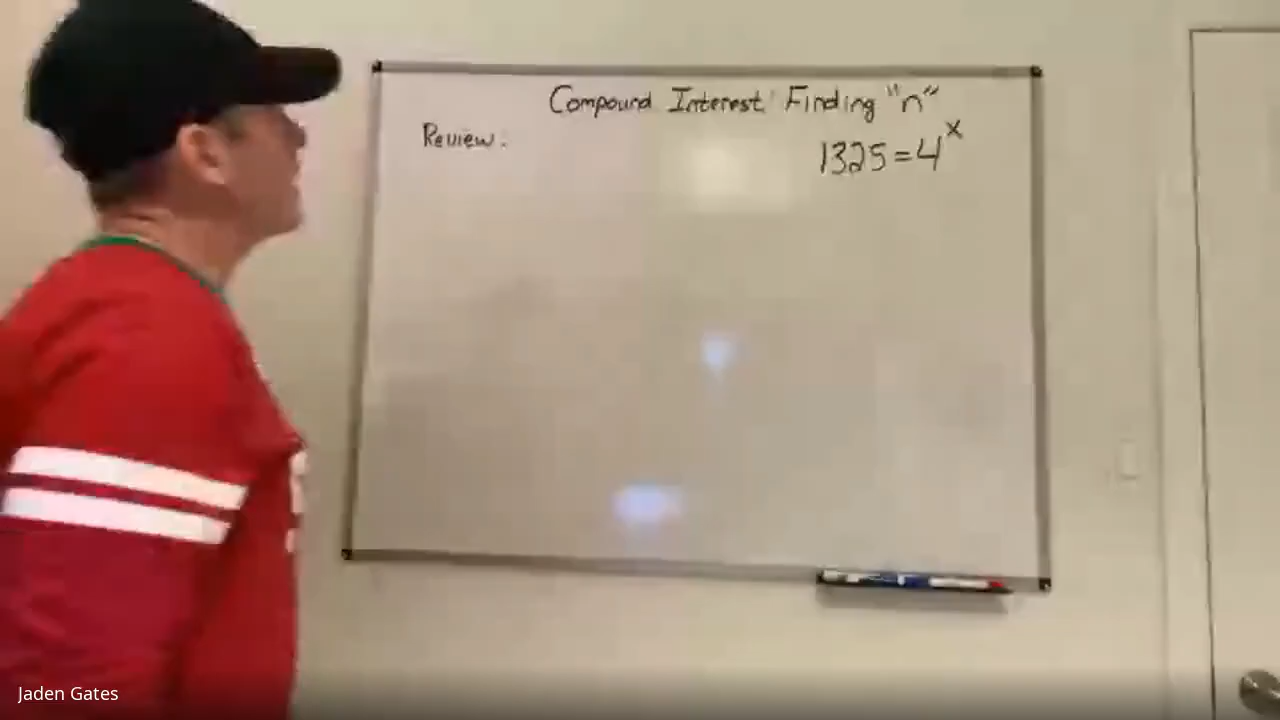 Compound Interest: Finding "n"
Review:
1325=4^x
Jaden Gates